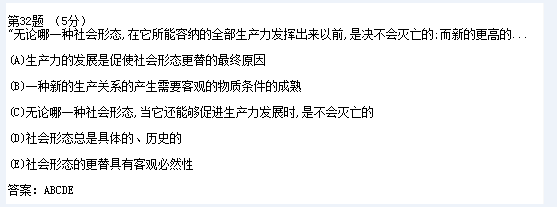 第32题 (5分)
“无论哪一种社会形态,在它所能容纳的全部生产力发挥出来以前,是决不会灭亡的;而新的更高的...
(A)生产力的发展是促使社会形态更替的最终原因
(B)一种新的生产关系的产生需要客观的物质条件的成熟
(C)无论哪一种社会形态,当它还能够促进生产力发展时,是不会灭亡的
(D)社会形态总是具体的、历史的
(E)社会形态的更替具有客观必然性
答案: ABCDE